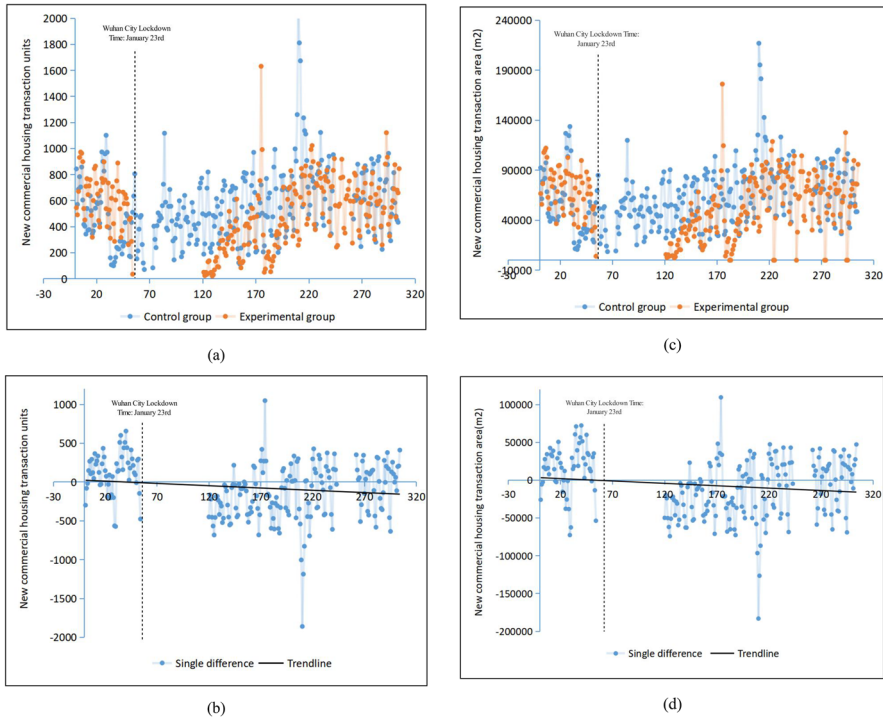 Wuhan City Lockdown
Time: January 23rd
New commercial housing transaction units
2000
1800
1600
1400
1200
1000
800
600
400
200
0
-30 20 70 120 170 220 270 320
Control group Experimental group
(a)
Wuhan City Lockdown Time:
January 23rd
New commercial housing transaction area (m2)
240000
190000
140000
90000
40000
-10000
-30 20 70 120 170 220 270 320
Control group Experimental group
(c)
Wuhan City Lockdown
Time: January 23rd
New commercial housing transaction units
1000
500
0
-500
-1000
-1500
-2000
-30 20 70 120 170 220 270 320
Single difference Trendline
(b)
Wuhan City Lockdown Time:
January 23rd
New commercial housing transaction area(m2)
150000
100000
50000
0
-50000
-100000
-150000
-200000
-30 20 70 120 170 220 270 320
Single difference Trendline
(d)